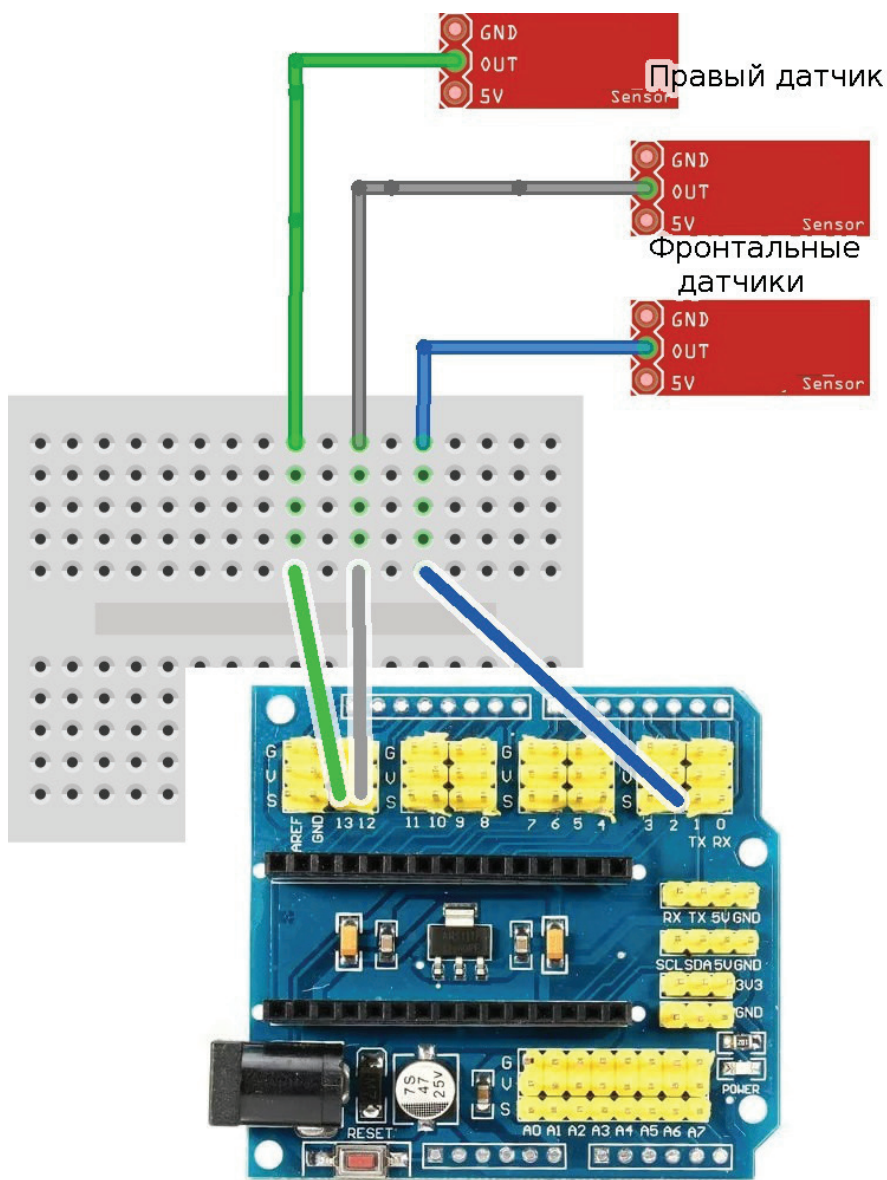 GND
OUT
5V
Sensor
Правый датчик
GND
OUT
5V
Sensor
Фронтальные
датчики
GND
OUT
5V
Sensor
G
V
S
AREF
GND
13 12
G
V
S
11 10 9 8
G
V
S
7 6 5 4
V
S
3 2 1 0
TX RX
RX TX 5V GND
SCL SDA 5V GND
3V3
GND
7S
47
25V
G
V
S
POWER
A0 A1 A2 A3 A4 A5 A6 A7
RESET